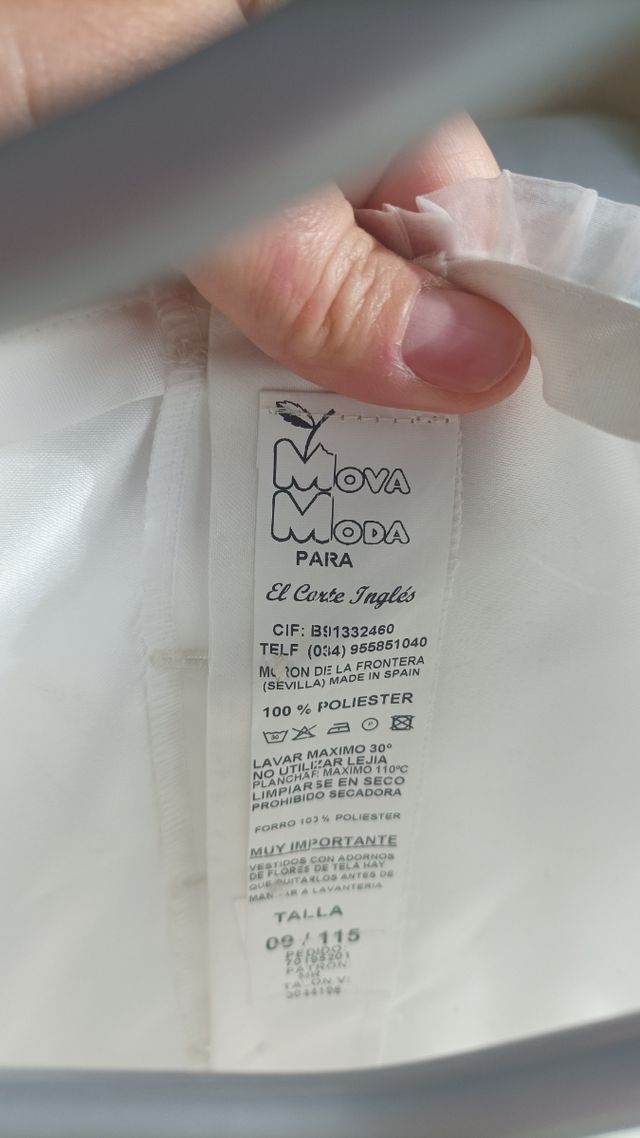 MOVA
MODA
PARA
El Corte Inglés
CIF: B91332460
TELF (034) 955851040
MORON DE LA FRONTERA
(SEVILLA) MADE IN SPAIN
100 % POLIESTER
30
LAVAR MAXIMO 30º
NO UTILIZAR LEJIA
PLANCHAR MAXIMO 110ºC
LIMPIARSE EN SECO
PROHIBIDO SECADORA
FORRO 100 % POLIESTER
MUY IMPORTANTE
VESTIDOS CON ADORNOS
DE FLORES DE TELA HAY
QUE QUITARLOS ANTES DE
MANDAR A LAVANTERIA
TALLA
09 / 115
PEDIDO:
PATRON: